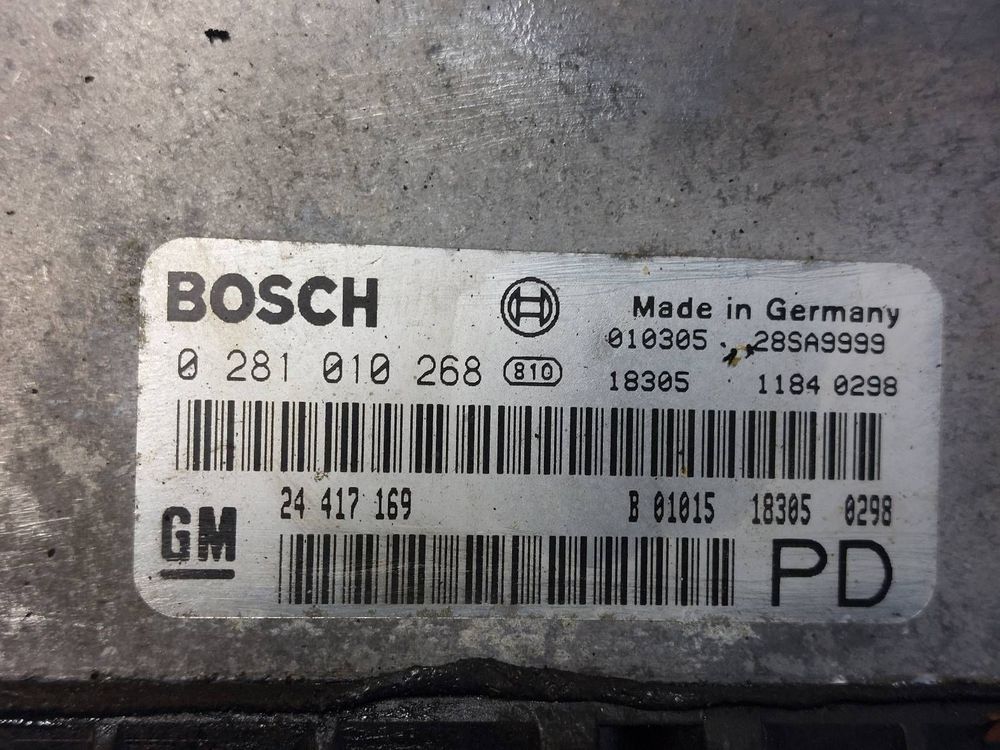 BOSCH Made in Germany
010305 28SA9999
0 281 010 268 810
18305 1184 0298
24 417 169 B 01015 18305 0298
GM PD